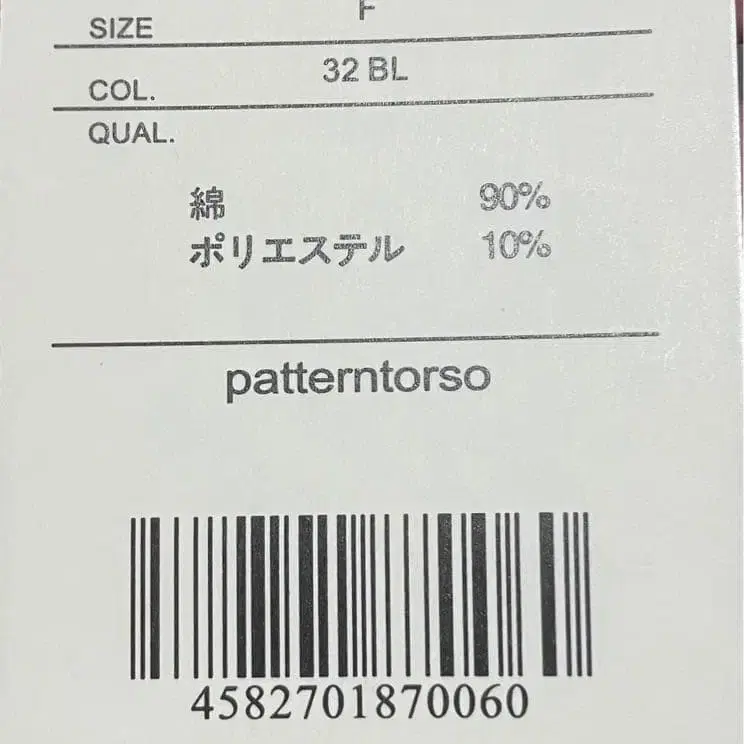 SIZE F
COL. 32 BL
QUAL.
綿 90%
ポリエステル 10%
patterntorso
4582701870060